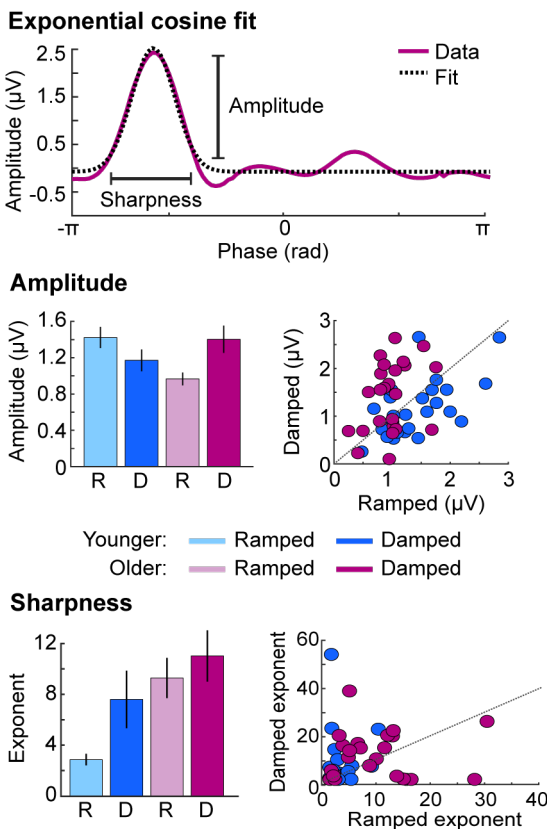 Exponential cosine fit
Amplitude (μV)
2.5
1.5
0.5
-0.5
Data
Fit
Amplitude
Sharpness
-π
0
π
Phase (rad)
Amplitude
Amplitude (μV)
1.6
1.2
0.8
0.4
0
R D R D
Damped (μV)
3
2
1
0
0 1 2 3
Ramped (μV)
Younger: Ramped Damped
Older: Ramped Damped
Sharpness
Exponent
12
8
4
0
R D R D
Damped exponent
60
40
20
0
0 10 20 30 40
Ramped exponent